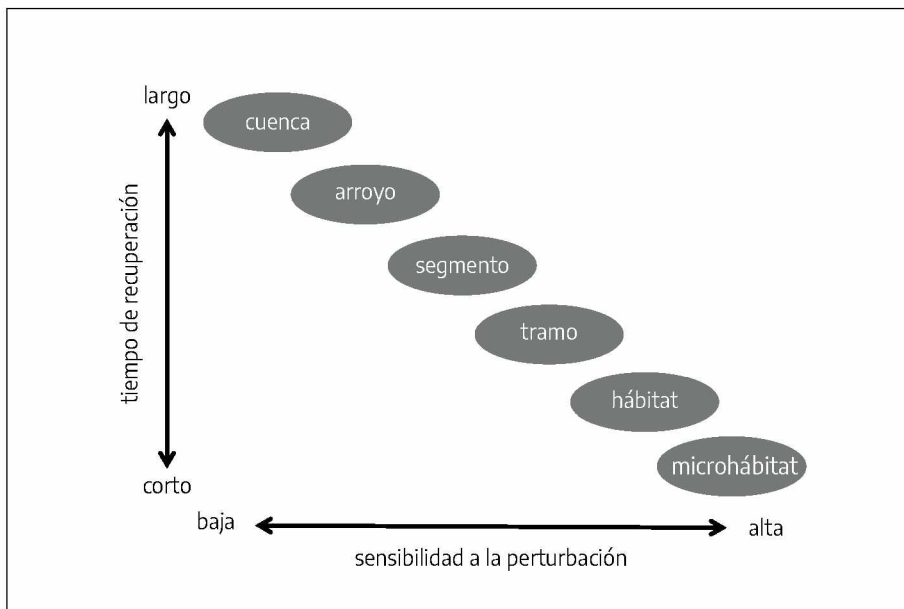 largo
cuenca
arroyo
segmento
tramo
hábitat
microhábitat
tiempo de recuperación
corto
baja
alta
sensibilidad a la perturbación